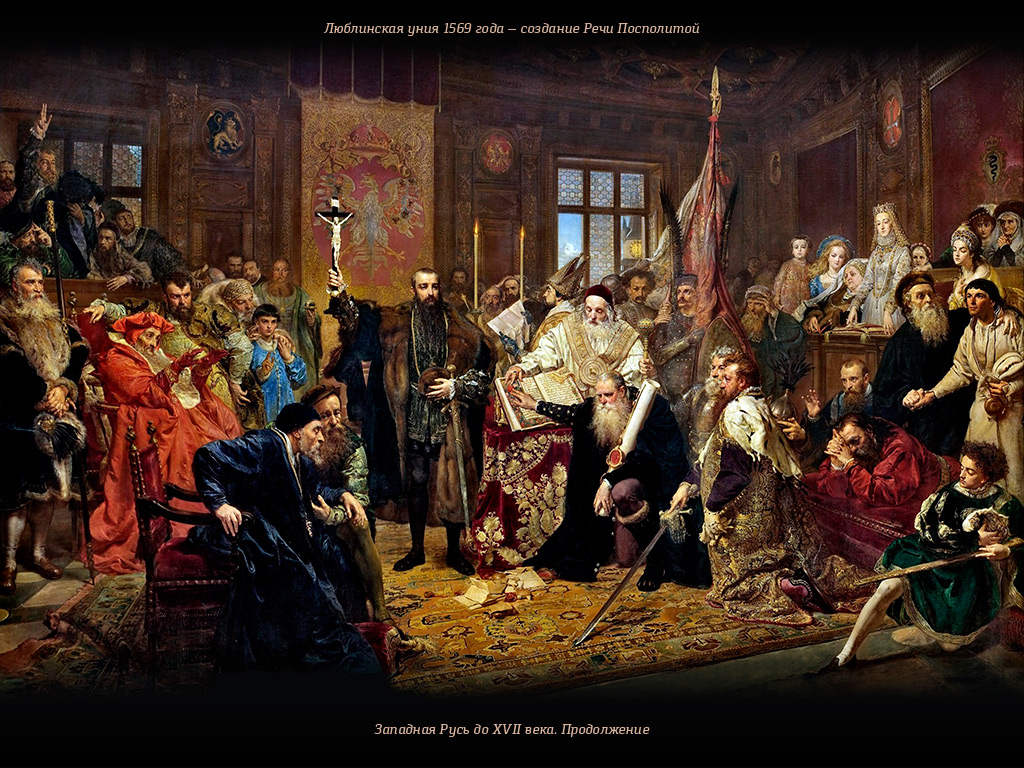 Люблинская уния 1569 года – создание Речи Посполитой
Западная Русь до XVII века. Продолжение